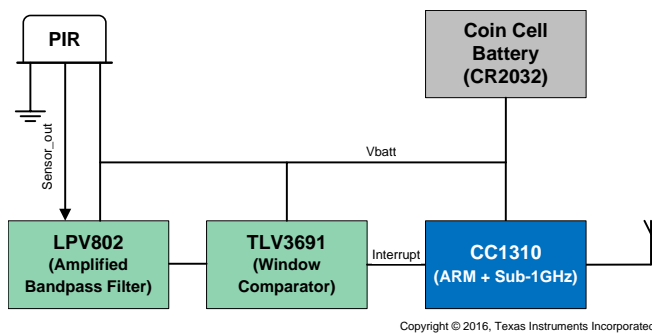 PIR
Coin Cell
Battery
(CR2032)
Sensor_out
Vbatt
LPV802
(Amplified
Bandpass Filter)
TLV3691
(Window
Comparator)
Interrupt
CC1310
(ARM + Sub-1GHz)
Copyright © 2016, Texas Instruments Incorporated